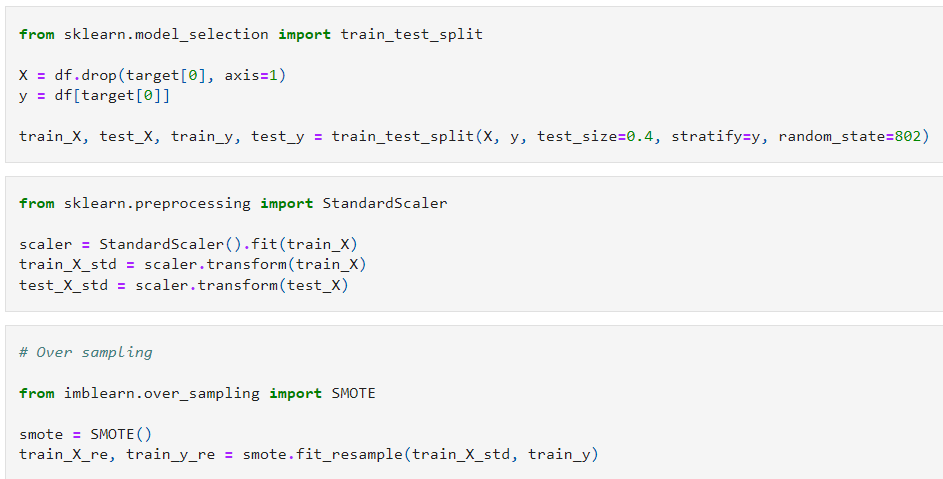 from sklearn.model_selection import train_test_split
X = df.drop(target[0], axis=1)
y = df[target[0]]
train_X, test_X, train_y, test_y = train_test_split(X, y, test_size=0.4, stratify=y, random_state=802)
from sklearn.preprocessing import StandardScaler
scaler = StandardScaler().fit(train_X)
train_X_std = scaler.transform(train_X)
test_X_std = scaler.transform(test_X)
# Over sampling
from imblearn.over_sampling import SMOTE
smote = SMOTE()
train_X_re, train_y_re = smote.fit_resample(train_X_std, train_y)